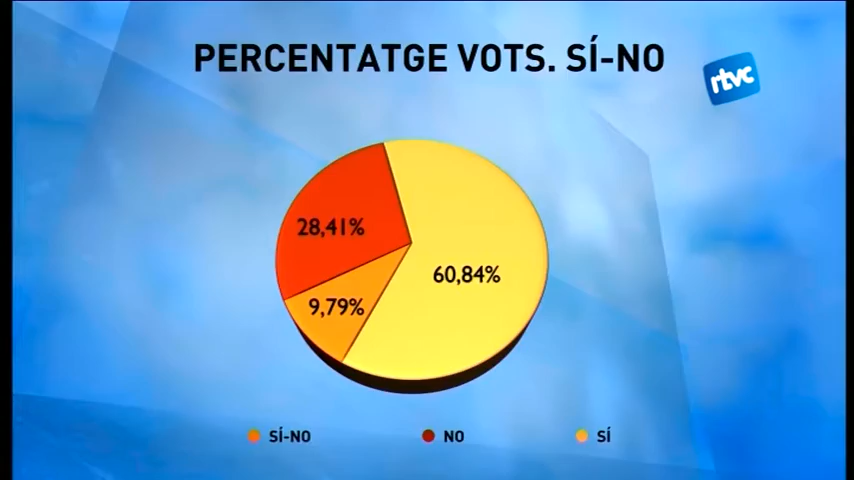 PERCENTATGE VOTS. SÍ-NO
rtvc
28,41%
60,84%
9,79%
SÍ-NO
NO
SÍ